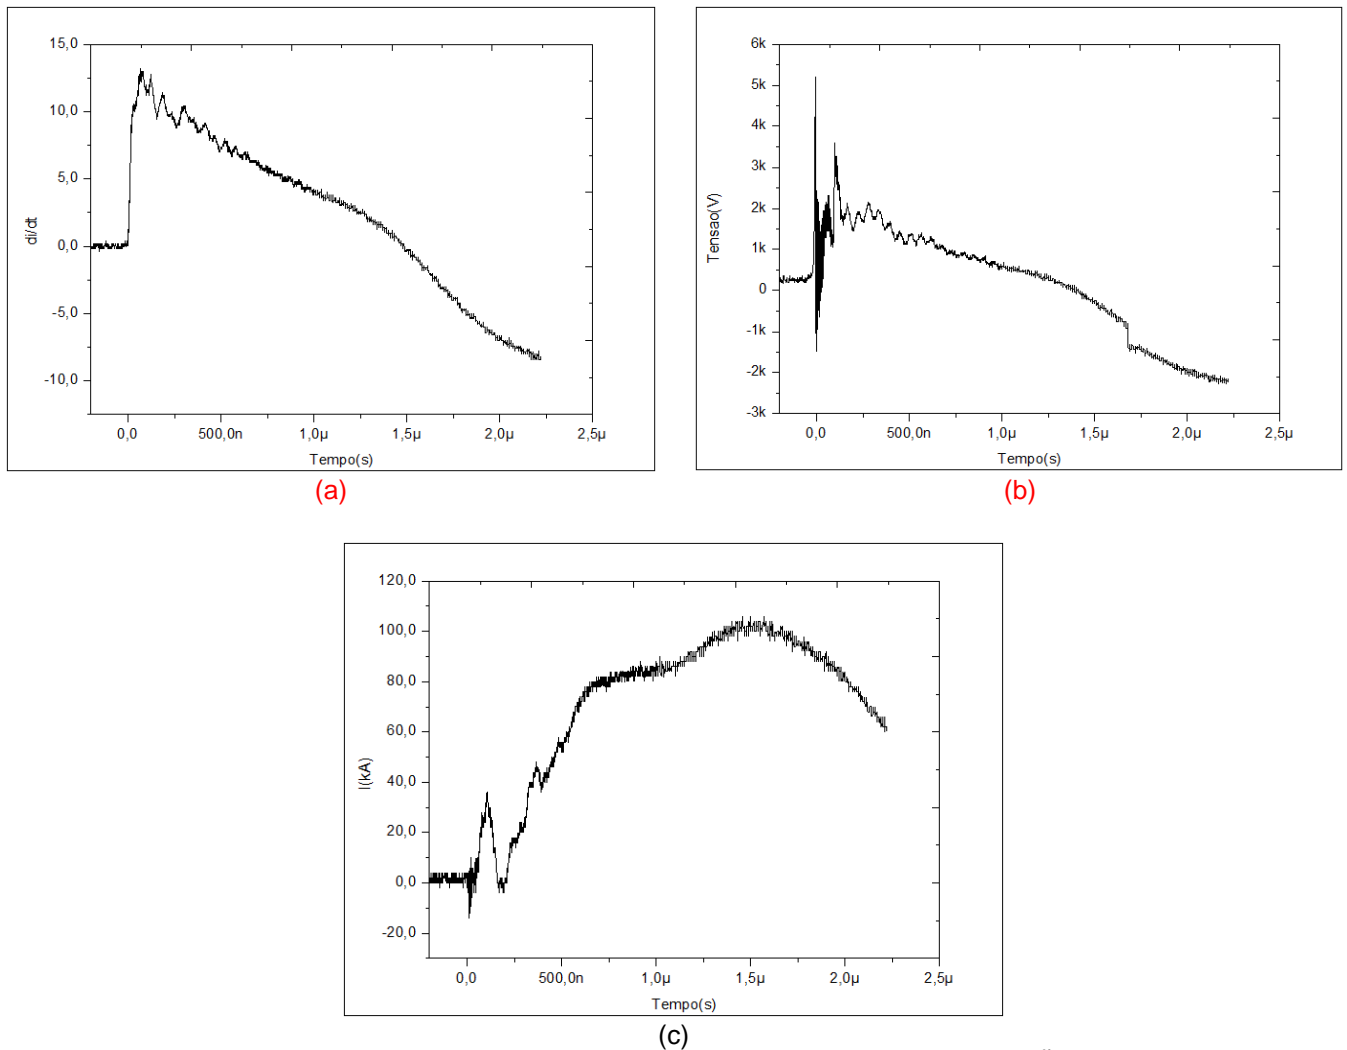 15,0
10,0
5,0
0,0
-5,0
-10,0
di/dt
0,0 500,0n 1,0µ 1,5µ 2,0µ 2,5µ
Tempo(s)
(a)
6k
5k
4k
3k
2k
1k
0
-1k
-2k
-3k
Tensao(V)
0,0 500,0n 1,0µ 1,5µ 2,0µ 2,5µ
Tempo(s)
(b)
120,0
100,0
80,0
60,0
40,0
20,0
0,0
-20,0
I(kA)
0,0 500,0n 1,0µ 1,5µ 2,0µ 2,5µ
Tempo(s)
(c)